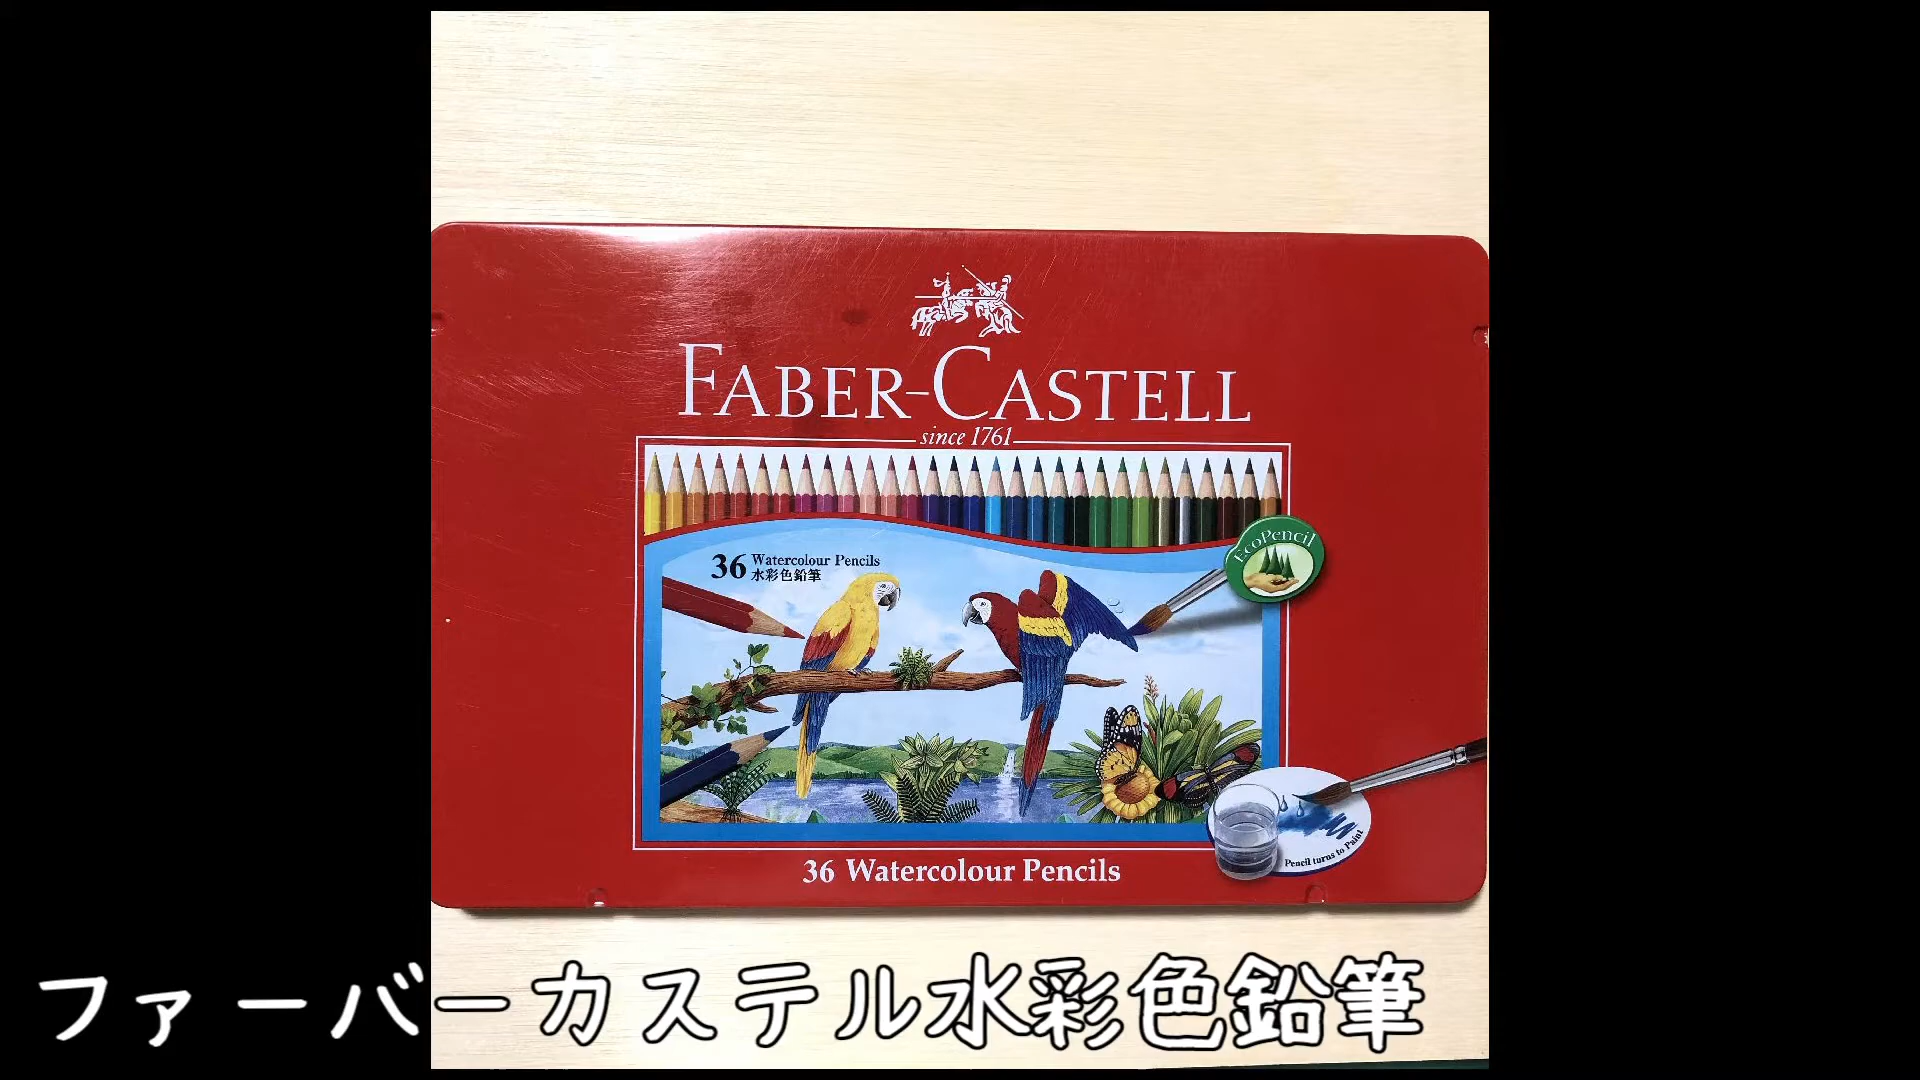 FABER-CASTELL
since 1761
EcoPencil
36 Watercolour Pencils
水彩色鉛筆
Pencil turns to Paint
36 Watercolour Pencils
ファーバーカステル水彩色鉛筆